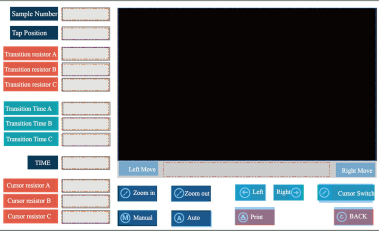 Sample Number
Tap Position
Transition resistor A
Transition resistor B
Transition resistor C
Transition Time A
Transition Time B
Transition Time C
TIME
Cursor resistor A
Cursor resistor B
Cursor resistor C
Left Move
Right Move
Zoom in
Zoom out
Left
Right
Cursor Switch
M Manual
A Auto
Print
BACK